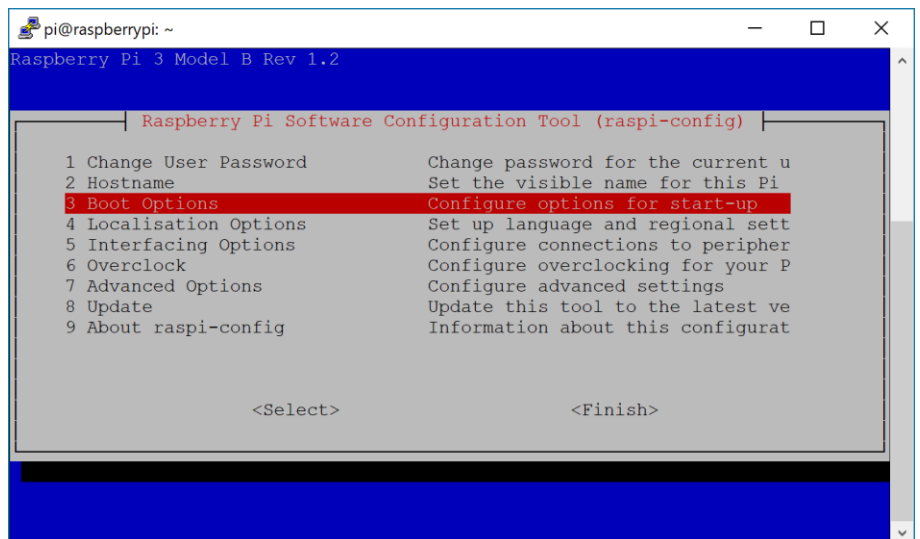 pi@raspberrypi: ~
Raspberry Pi 3 Model B Rev 1.2
Raspberry Pi Software Configuration Tool (raspi-config)
1 Change User Password Change password for the current u
2 Hostname Set the visible name for this Pi
3 Boot Options Configure options for start-up
4 Localisation Options Set up language and regional sett
5 Interfacing Options Configure connections to peripher
6 Overclock Configure overclocking for your P
7 Advanced Options Configure advanced settings
8 Update Update this tool to the latest ve
9 About raspi-config Information about this configurat
<Select> <Finish>